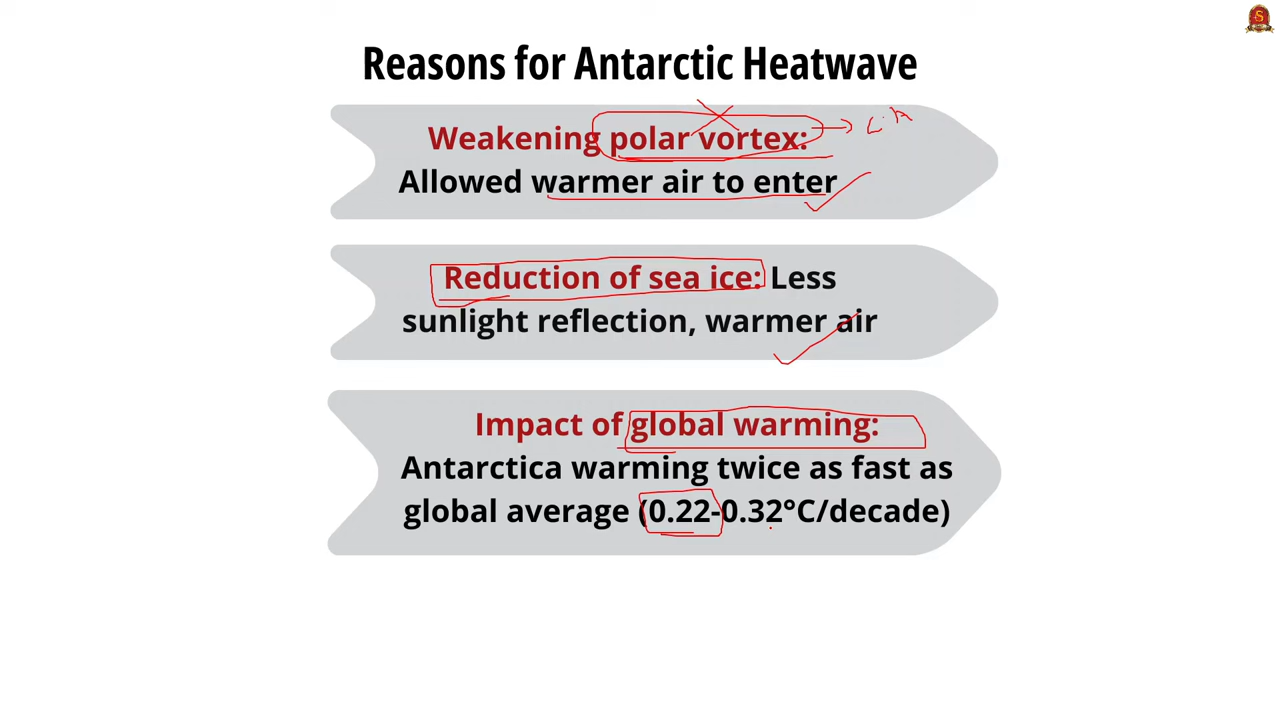 Reasons for Antarctic Heatwave
Weakening polar vortex:
Allowed warmer air to enter
Reduction of sea ice: Less
sunlight reflection, warmer air
Impact of global warming:
Antarctica warming twice as fast as
global average (0.22-0.32°C/decade)